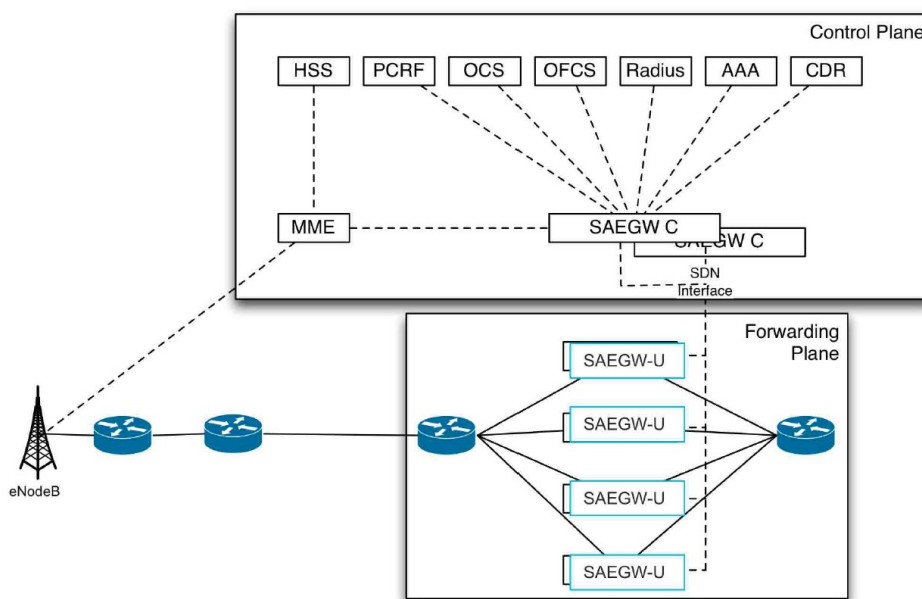 Control Plane
HSS
PCRF
OCS
OFCS
Radius
AAA
CDR
MME
SAEGW C
SAEGW C
SDN
Interface
Forwarding
Plane
SAEGW-U
SAEGW-U
SAEGW-U
SAEGW-U
eNodeB